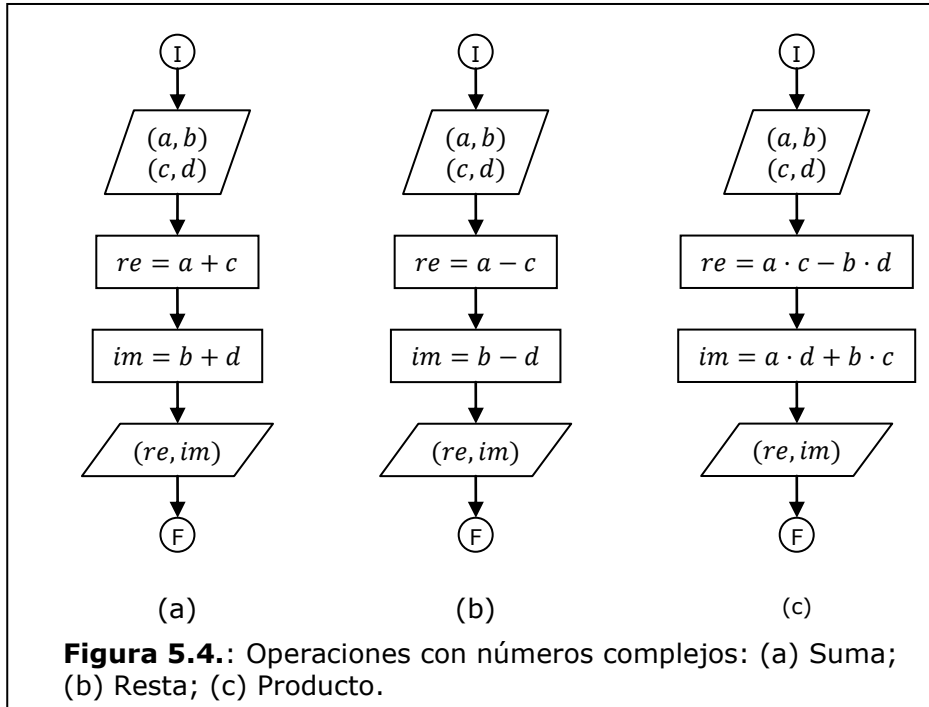 I
(a, b)
(c, d)
re = a + c
im = b + d
(re, im)
F
(a)
I
(a, b)
(c, d)
re = a − c
im = b − d
(re, im)
F
(b)
I
(a, b)
(c, d)
re = a · c − b · d
im = a · d + b · c
(re, im)
F
(c)
Figura 5.4.: Operaciones con números complejos: (a) Suma;
(b) Resta; (c) Producto.